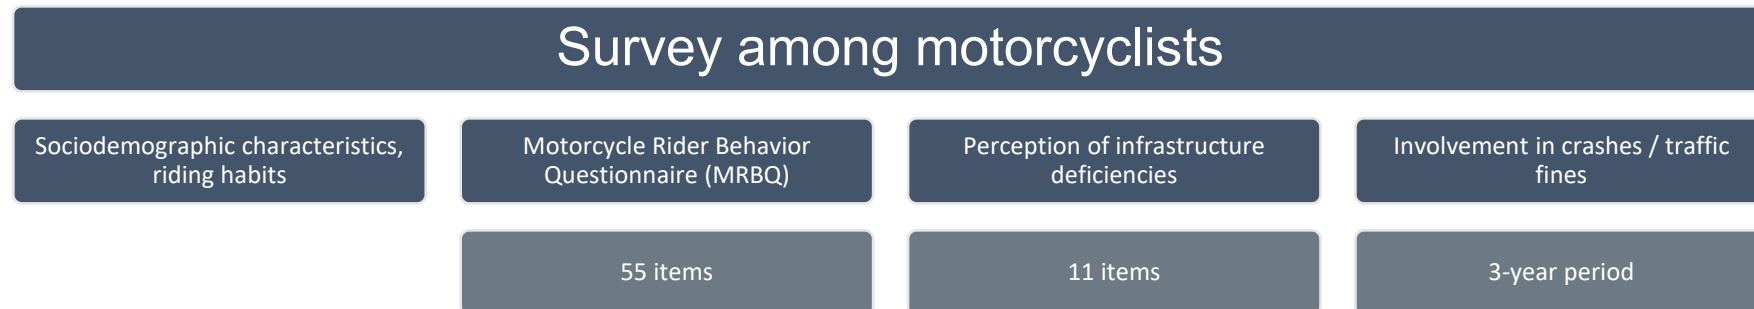 Survey among motorcyclists
Sociodemographic characteristics,
riding habits
Motorcycle Rider Behavior
Questionnaire (MRBQ)
Perception of infrastructure
deficiencies
Involvement in crashes / traffic
fines
55 items
11 items
3-year period